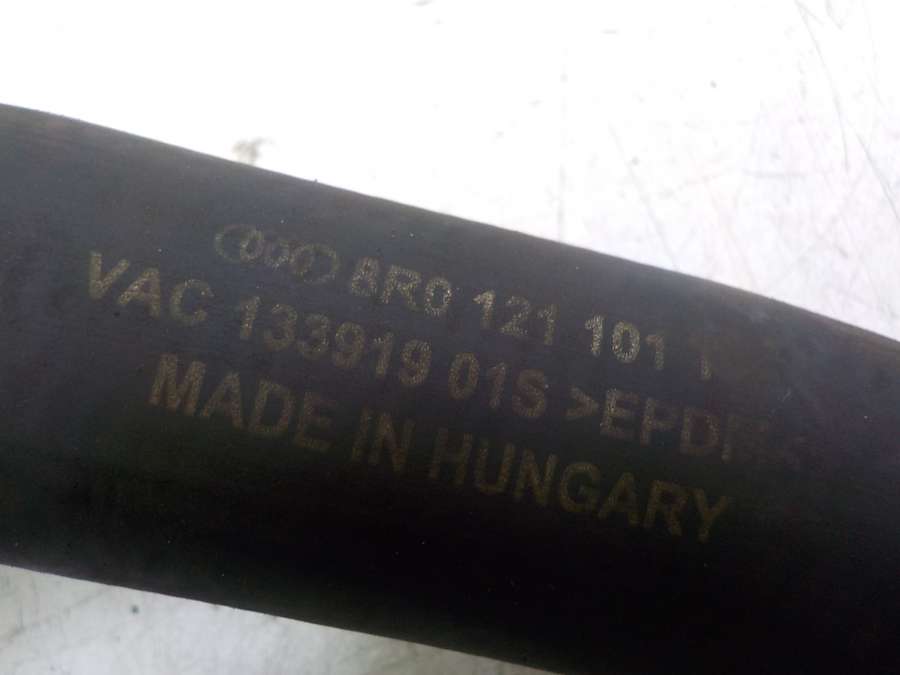 8R0 121 101
VAC 133919 01S >EPDM
MADE IN HUNGARY